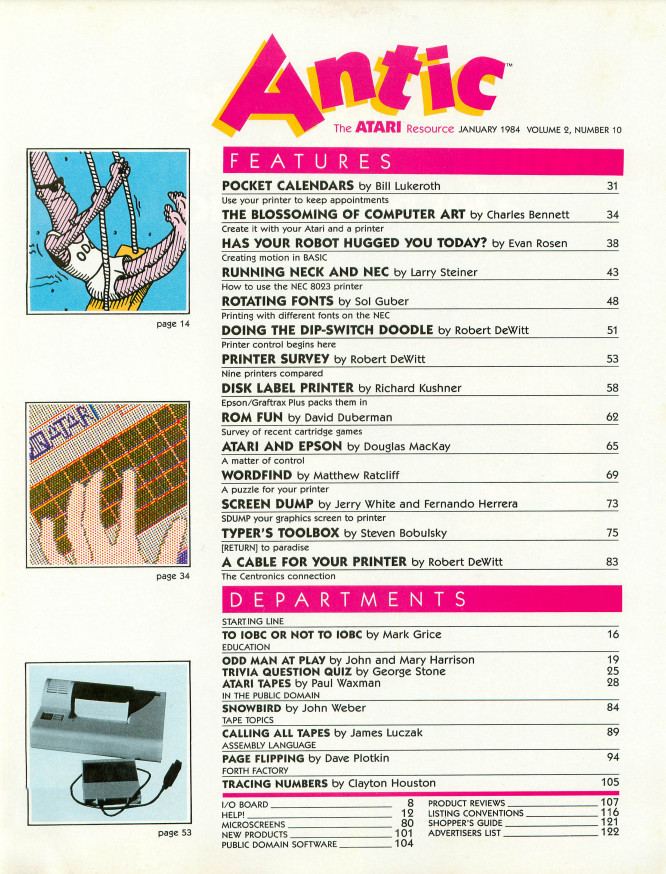 Antic™
The ATARI Resource JANUARY 1984 VOLUME 2, NUMBER 10
FEATURES
POCKET CALENDARS by Bill Lukeroth 31
Use your printer to keep appointments
THE BLOSSOMING OF COMPUTER ART by Charles Bennett 34
Create it with your Atari and a printer
HAS YOUR ROBOT HUGGED YOU TODAY? by Evan Rosen 38
Creating motion in BASIC
RUNNING NECK AND NEC by Larry Steiner 43
How to use the NEC 8023 printer
ROTATING FONTS by Sol Guber 48
Printing with different fonts on the NEC
DOING THE DIP-SWITCH DOODLE by Robert DeWitt 51
Printer control begins here
PRINTER SURVEY by Robert DeWitt 53
Nine printers compared
DISK LABEL PRINTER by Richard Kushner 58
Epson/Graftrax Plus packs them in
ROM FUN by David Duberman 62
Survey of recent cartridge games
ATARI AND EPSON by Douglas MacKay 65
A matter of control
WORDFIND by Matthew Ratcliff 69
A puzzle for your printer
SCREEN DUMP by Jerry White and Fernando Herrera 73
SDUMP your graphics screen to printer
TYPER'S TOOLBOX by Steven Bobulsky 75
[RETURN] to paradise
A CABLE FOR YOUR PRINTER by Robert DeWitt 83
The Centronics connection
DEPARTMENTS
STARTING LINE
TO IOBC OR NOT TO IOBC by Mark Grice 16
EDUCATION
ODD MAN AT PLAY by John and Mary Harrison 19
TRIVIA QUESTION QUIZ by George Stone 25
ATARI TAPES by Paul Waxman 28
IN THE PUBLIC DOMAIN
SNOWBIRD by John Weber 84
TAPE TOPICS
CALLING ALL TAPES by James Luczak 89
ASSEMBLY LANGUAGE
PAGE FLIPPING by Dave Plotkin 94
FORTH FACTORY
TRACING NUMBERS by Clayton Houston 105
I/O BOARD 8
HELP! 12
MICROSCREENS 80
NEW PRODUCTS 101
PUBLIC DOMAIN SOFTWARE 104
PRODUCT REVIEWS 107
LISTING CONVENTIONS 116
SHOPPER'S GUIDE 121
ADVERTISERS LIST 122
page 14
ATARI
page 34
page 53